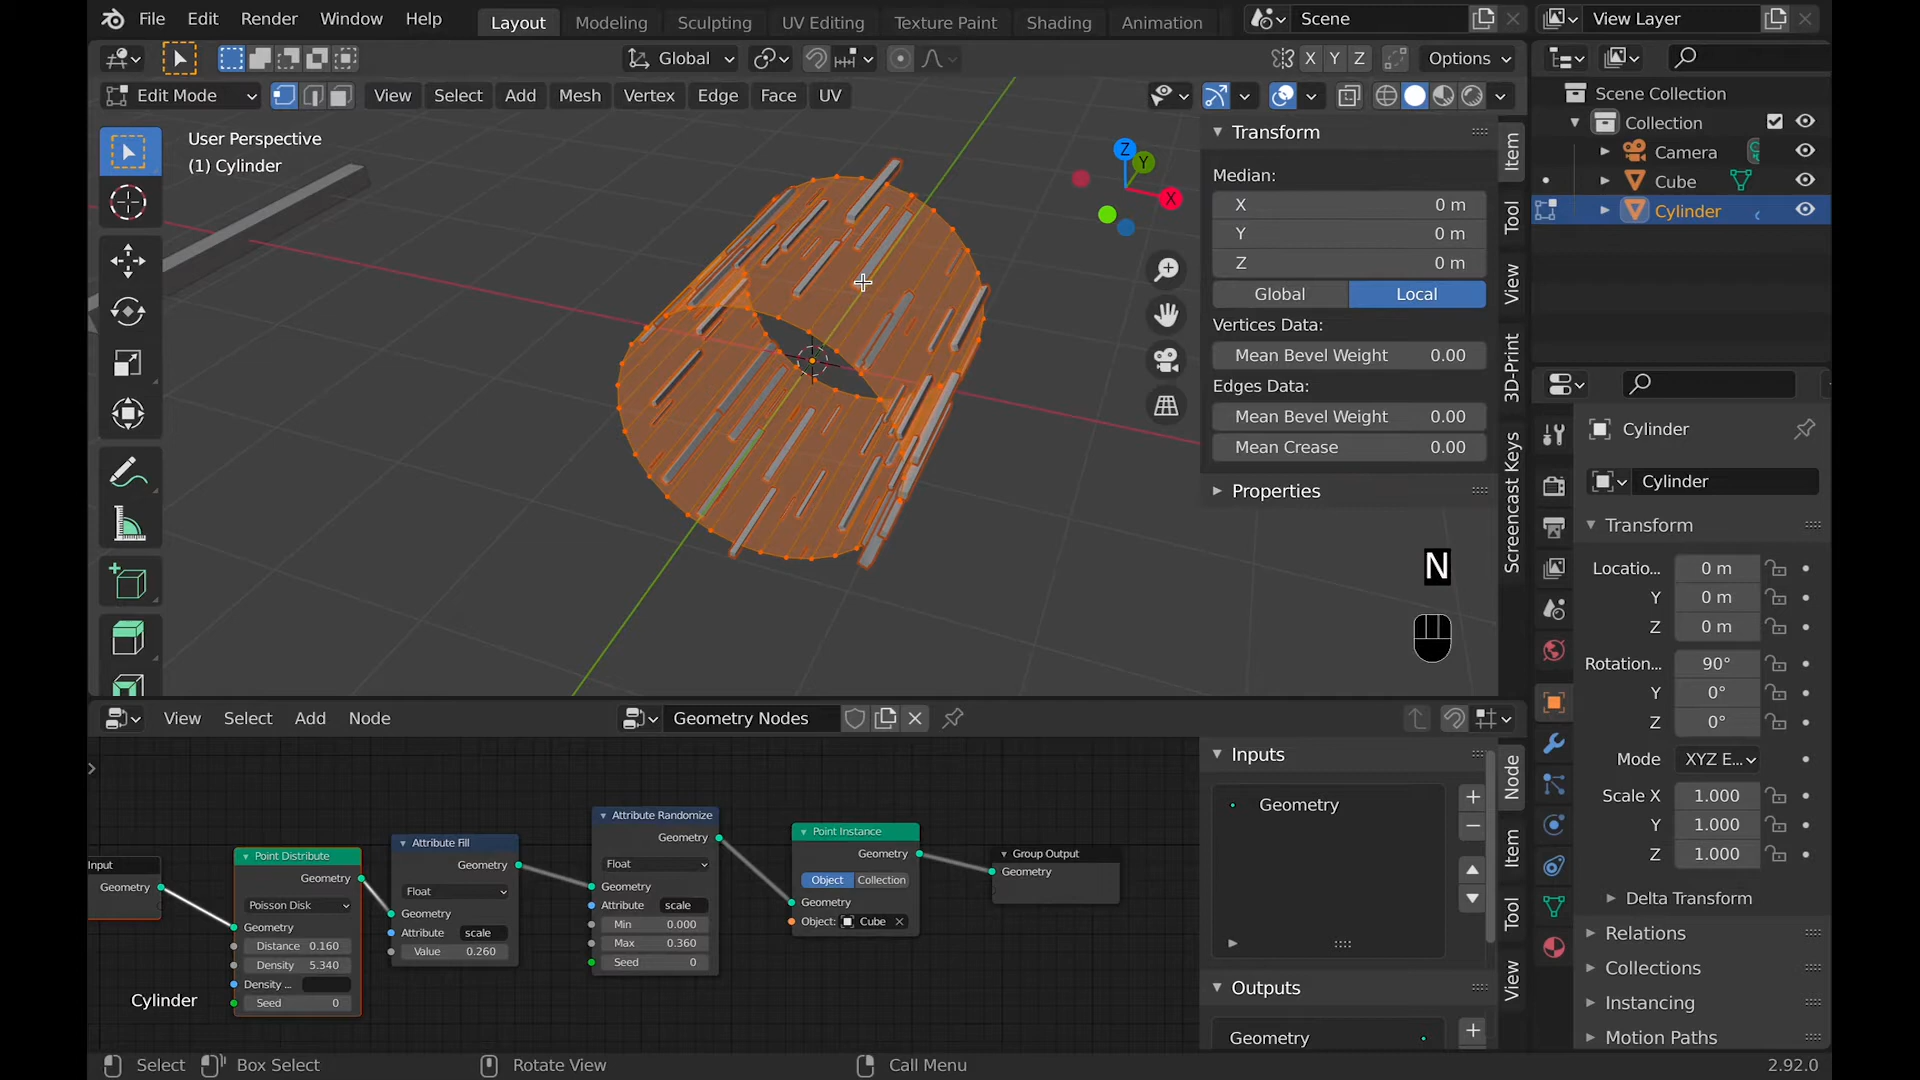 File Edit Render Window Help Layout Modeling Sculpting UV Editing Texture Paint Shading Animation Scene View Layer
Global X Y Z Options
Edit Mode View Select Add Mesh Vertex Edge Face UV
Scene Collection
Collection
Camera
Cube
Cylinder
User Perspective
(1) Cylinder
Z
Y
X
Transform
Median:
X 0 m
Y 0 m
Z 0 m
Global Local
Vertices Data:
Mean Bevel Weight 0.00
Edges Data:
Mean Bevel Weight 0.00
Mean Crease 0.00
Properties
Item
Tool
View
3D-Print
Screencast Keys
N
Cylinder
Cylinder
Transform
Locatio... 0 m
Y 0 m
Z 0 m
Rotation... 90°
Y 0°
Z 0°
Mode XYZ E...
Scale X 1.000
Y 1.000
Z 1.000
Delta Transform
Relations
Collections
Instancing
Motion Paths
View Select Add Node Geometry Nodes
Input
Geometry
Point Distribute
Geometry
Poisson Disk
Geometry
Distance 0.160
Density 5.340
Density ...
Seed 0
Attribute Fill
Geometry
Float
Geometry
Attribute scale
Value 0.260
Attribute Randomize
Geometry
Float
Geometry
Attribute scale
Min 0.000
Max 0.360
Seed 0
Point Instance
Geometry
Object Collection
Geometry
Object: Cube
Group Output
Geometry
Cylinder
Inputs
Geometry
Outputs
Geometry
Node
Item
Tool
View
Select Box Select Rotate View Call Menu 2.92.0